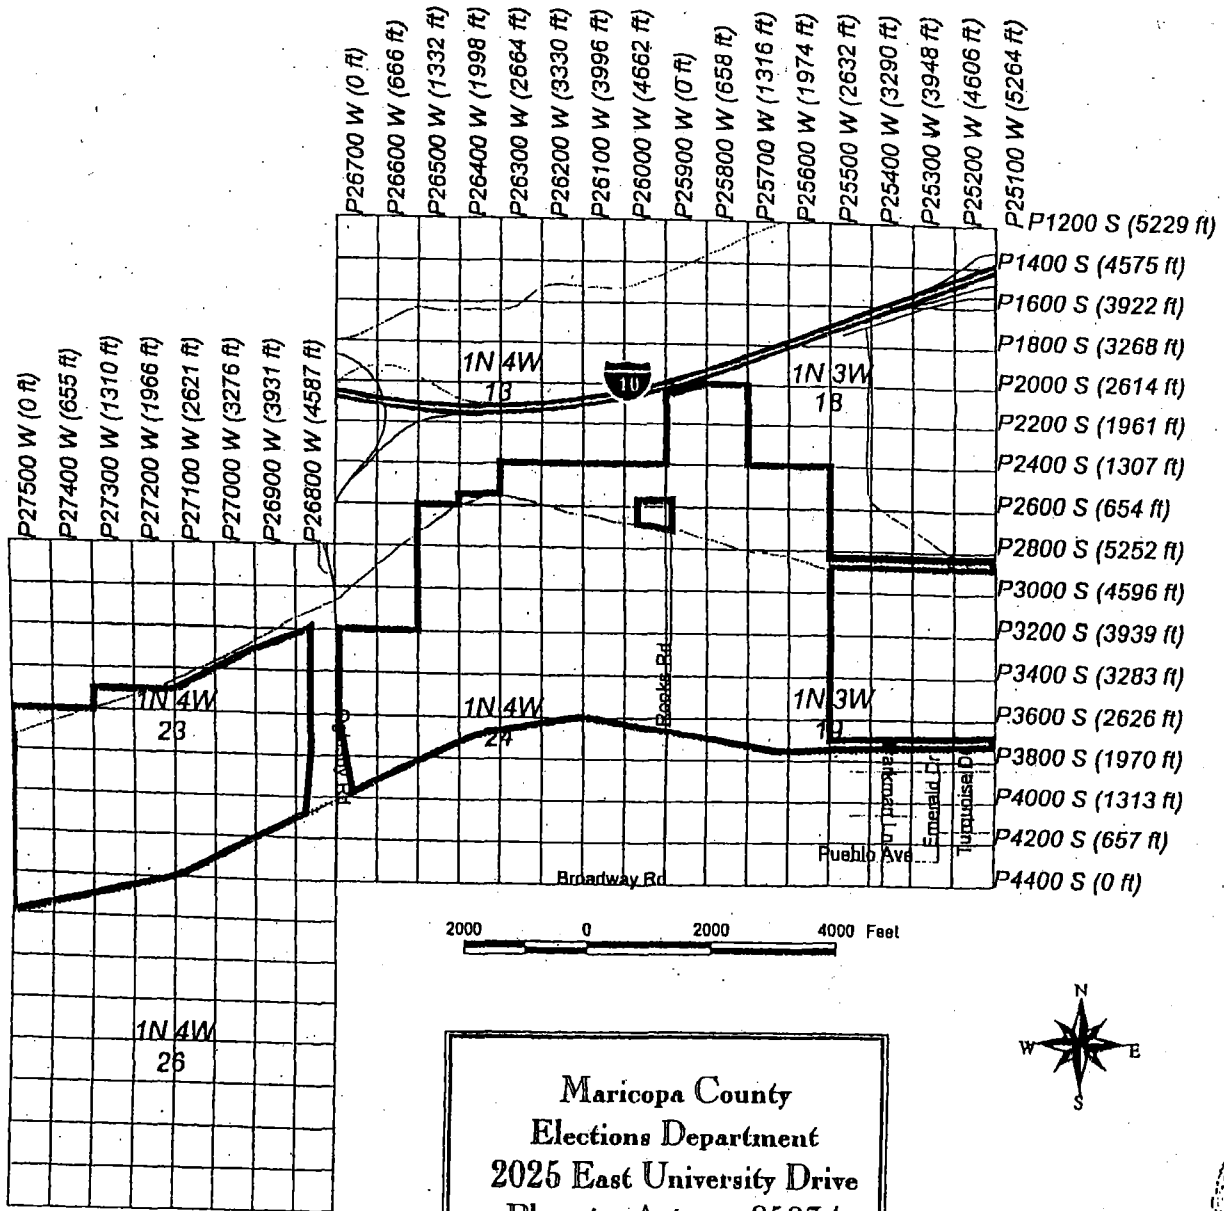 P26700 W (0 ft)
P26600 W (666 ft)
P26500 W (1332 ft)
P26400 W (1998 ft)
P26300 W (2664 ft)
P26200 W (3330 ft)
P26100 W (3996 ft)
P26000 W (4662 ft)
P25900 W (0 ft)
P25800 W (658 ft)
P25700 W (1316 ft)
P25600 W (1974 ft)
P25500 W (2632 ft)
P25400 W (3290 ft)
P25300 W (3948 ft)
P25200 W (4606 ft)
P25100 W (5264 ft)
P1200 S (5229 ft)
P1400 S (4575 ft)
P1600 S (3922 ft)
P1800 S (3268 ft)
P2000 S (2614 ft)
P2200 S (1961 ft)
P2400 S (1307 ft)
P2600 S (654 ft)
P2800 S (5252 ft)
P3000 S (4596 ft)
P3200 S (3939 ft)
P3400 S (3283 ft)
P3600 S (2626 ft)
P3800 S (1970 ft)
P4000 S (1313 ft)
P4200 S (657 ft)
P4400 S (0 ft)
P27500 W (0 ft)
P27400 W (655 ft)
P27300 W (1310 ft)
P27200 W (1966 ft)
P27100 W (2621 ft)
P27000 W (3276 ft)
P26900 W (3931 ft)
P26800 W (4587 ft)
1N 4W
13
10
1N 3W
18
1N 4W
23
1N 4W
24
Rooks Rd
1N 3W
19
Rd
Ln
Emerald Dr
Turquoise Dr
Pueblo Ave
Broadway Rd
2000 0 2000 4000 Feet
1N 4W
26
N
W E
S
Maricopa County
Elections Department
2025 East University Drive